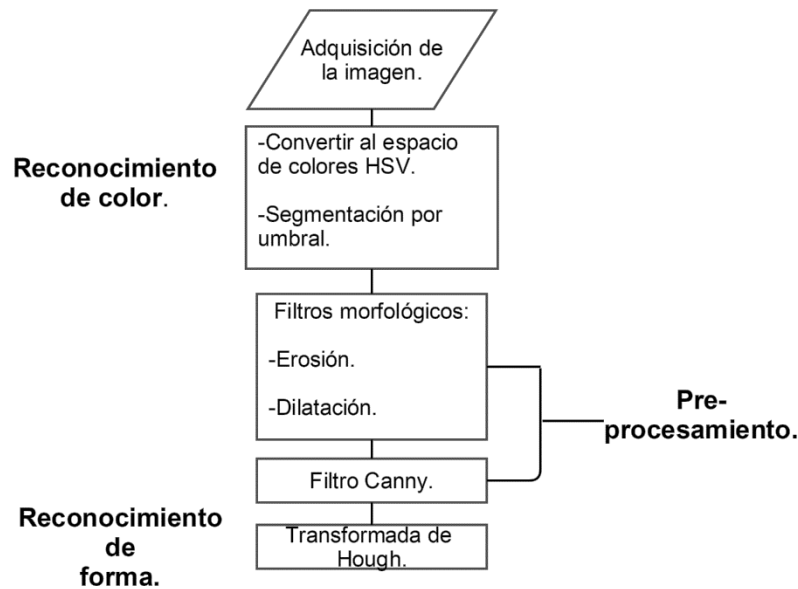 Adquisición de
la imagen.
Reconocimiento
de color.
-Convertir al espacio
de colores HSV.
-Segmentación por
umbral.
Filtros morfológicos:
-Erosión.
-Dilatación.
Pre-
procesamiento.
Filtro Canny.
Reconocimiento
de
forma.
Transformada de
Hough.